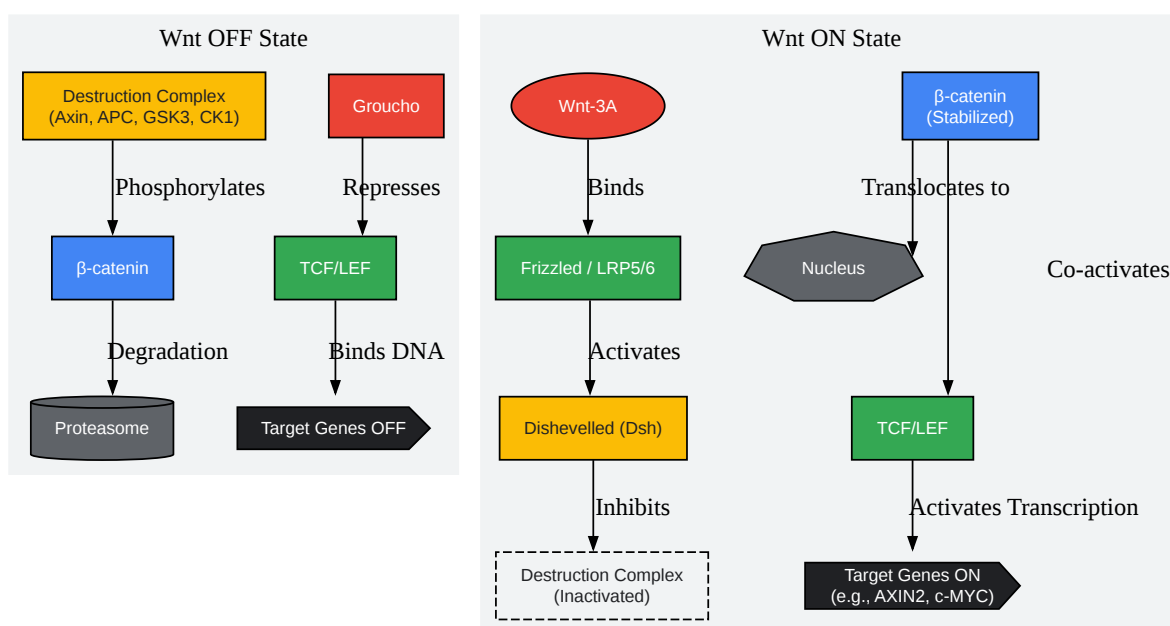 Wnt OFF State
Destruction Complex
(Axin, APC, GSK3, CK1)
Groucho
Phosphorylates
Represses
β-catenin
TCF/LEF
Degradation
Binds DNA
Proteasome
Target Genes OFF
Wnt ON State
Wnt-3A
β-catenin
(Stabilized)
Binds
Translocates to
Frizzled / LRP5/6
Nucleus
Co-activates
Activates
Dishevelled (Dsh)
TCF/LEF
Inhibits
Activates Transcription
Destruction Complex
(Inactivated)
Target Genes ON
(e.g., AXIN2, c-MYC)